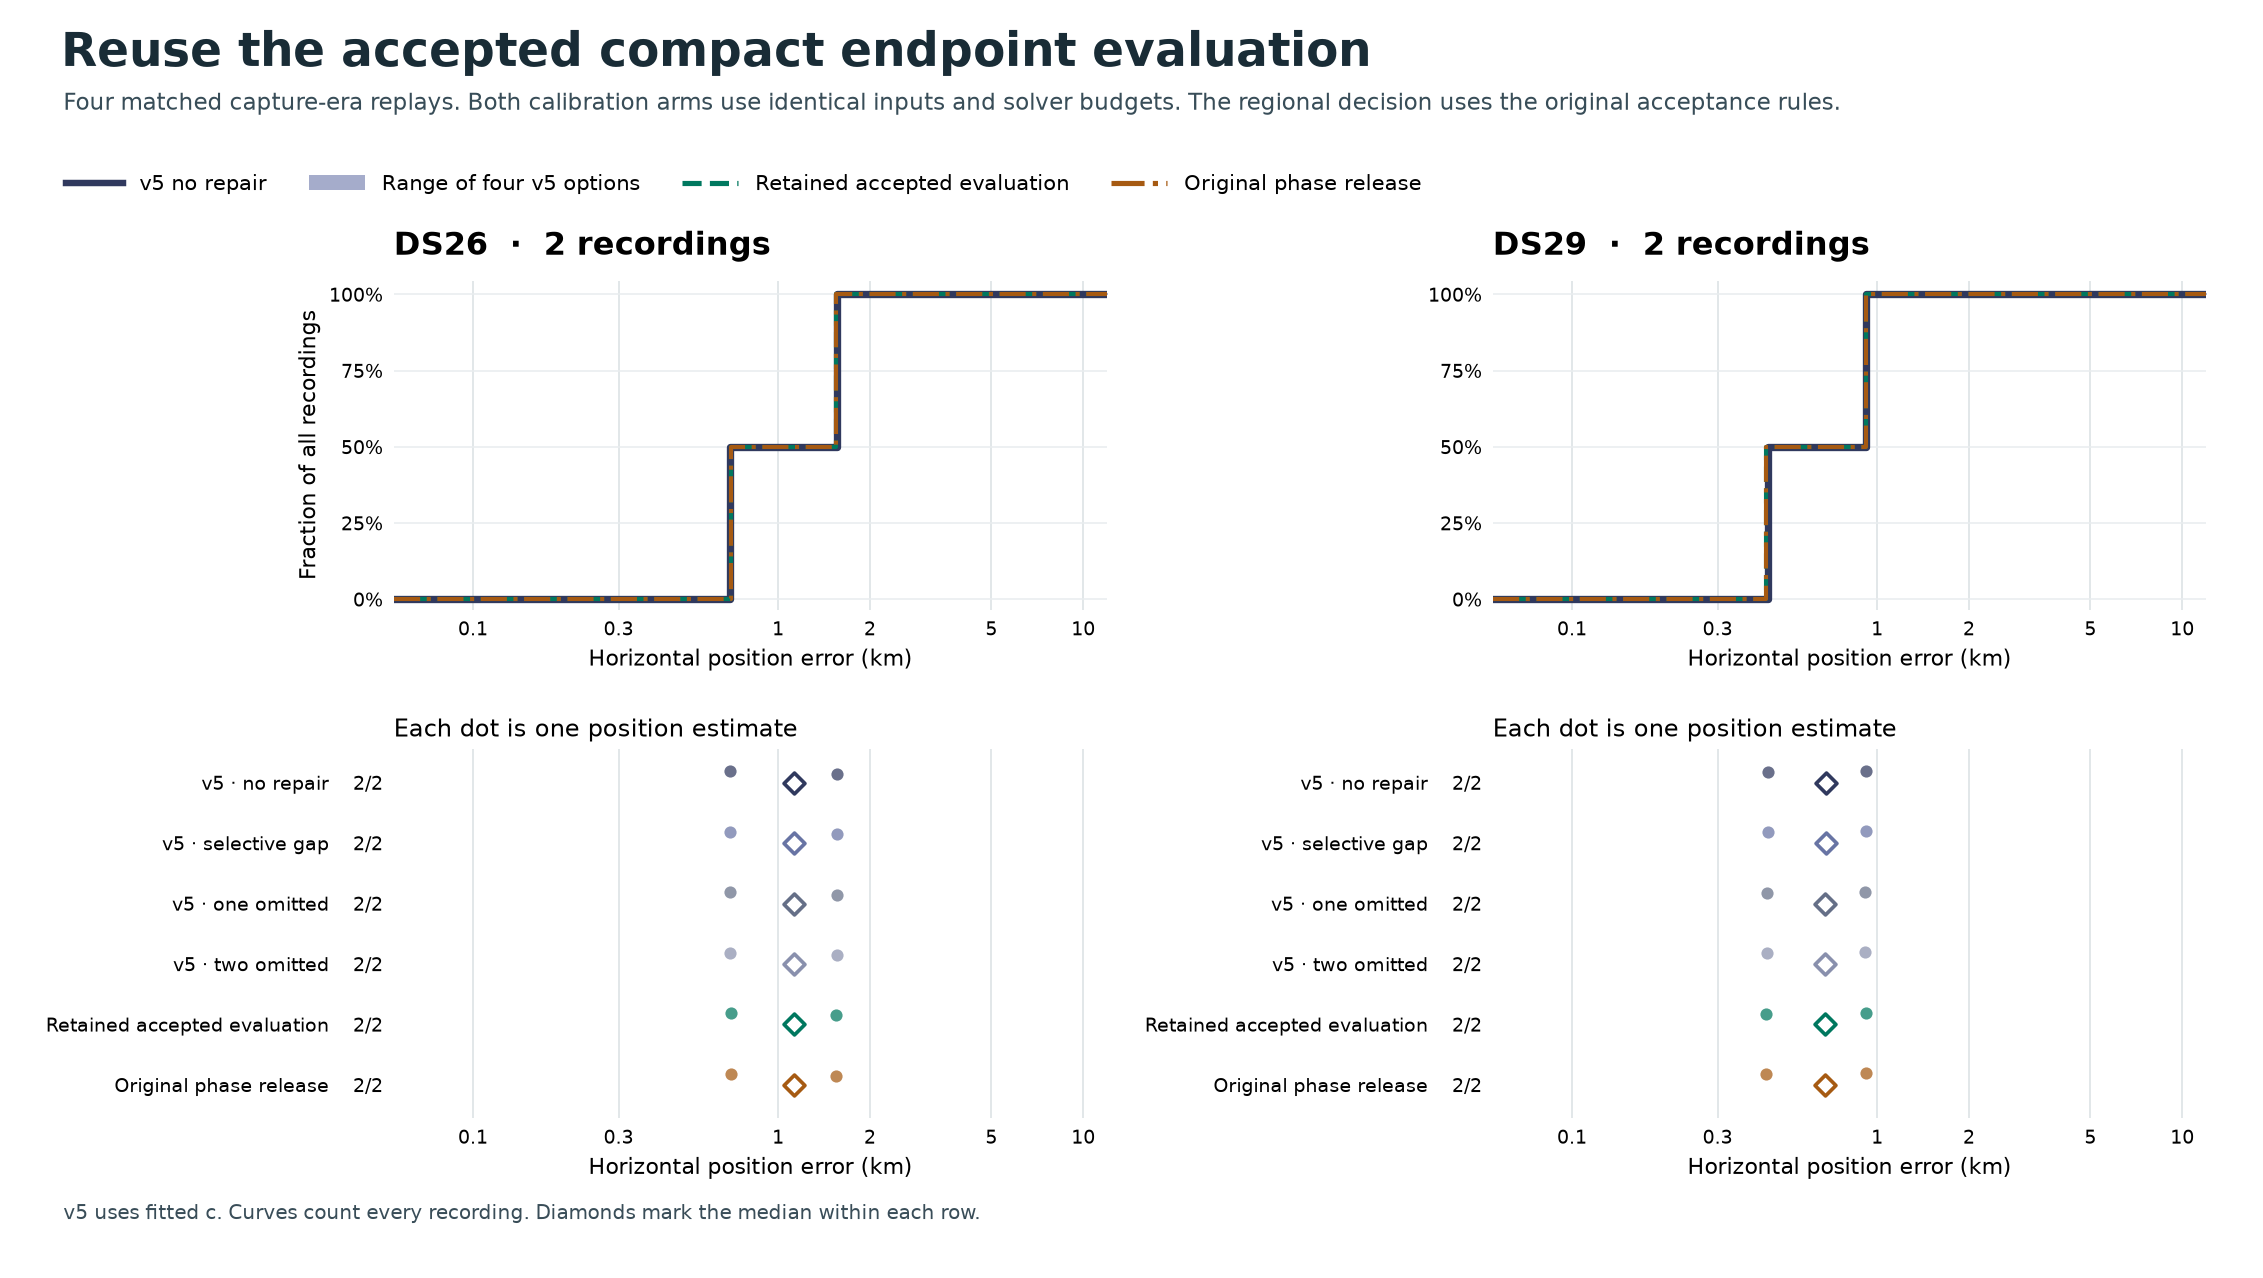 Reuse the accepted compact endpoint evaluation
Four matched capture-era replays. Both calibration arms use identical inputs and solver budgets. The regional decision uses the original acceptance rules.
v5 no repair
Range of four v5 options
Retained accepted evaluation
Original phase release
DS26 · 2 recordings
Fraction of all recordings
100%
75%
50%
25%
0%
0.1 0.3 1 2 5 10
Horizontal position error (km)
DS29 · 2 recordings
100%
75%
50%
25%
0%
0.1 0.3 1 2 5 10
Horizontal position error (km)
Each dot is one position estimate
v5 · no repair 2/2
v5 · selective gap 2/2
v5 · one omitted 2/2
v5 · two omitted 2/2
Retained accepted evaluation 2/2
Original phase release 2/2
0.1 0.3 1 2 5 10
Horizontal position error (km)
Each dot is one position estimate
v5 · no repair 2/2
v5 · selective gap 2/2
v5 · one omitted 2/2
v5 · two omitted 2/2
Retained accepted evaluation 2/2
Original phase release 2/2
0.1 0.3 1 2 5 10
Horizontal position error (km)
v5 uses fitted c. Curves count every recording. Diamonds mark the median within each row.